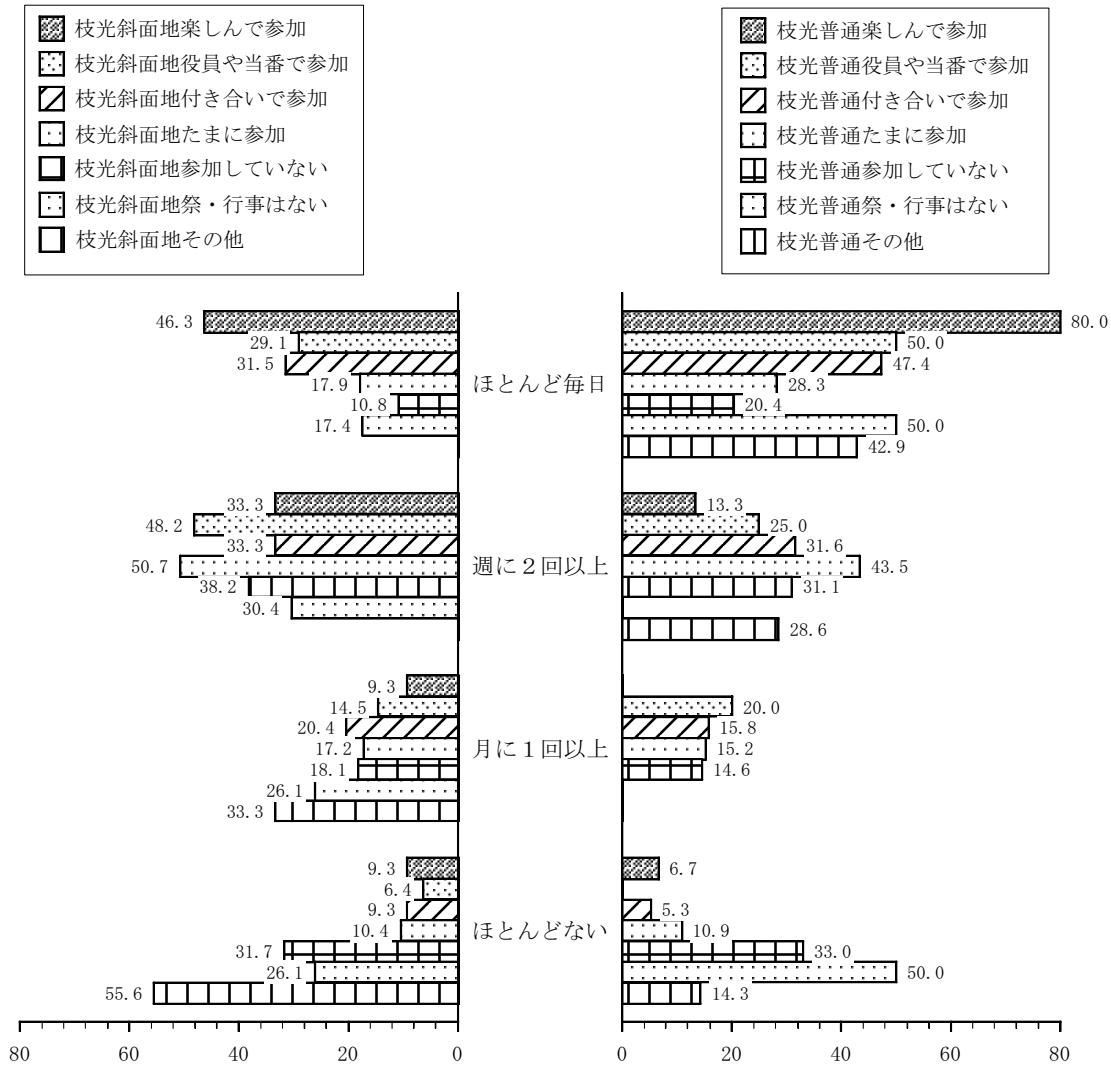 枝光斜面地楽しんで参加
枝光斜面地役員や当番で参加
枝光斜面地付き合いで参加
枝光斜面地たまに参加
枝光斜面地参加していない
枝光斜面地祭・行事はない
枝光斜面地その他
枝光普通楽しんで参加
枝光普通役員や当番で参加
枝光普通付き合いで参加
枝光普通たまに参加
枝光普通参加していない
枝光普通祭・行事はない
枝光普通その他
ほとんど毎日
46.3
29.1
31.5
17.9
10.8
17.4
80.0
50.0
47.4
28.3
20.4
50.0
42.9
週に2回以上
33.3
48.2
33.3
50.7
38.2
30.4
13.3
25.0
31.6
43.5
31.1
28.6
月に1回以上
9.3
14.5
20.4
17.2
18.1
26.1
33.3
20.0
15.8
15.2
14.6
ほとんどない
9.3
6.4
9.3
10.4
31.7
26.1
55.6
6.7
5.3
10.9
33.0
50.0
14.3
80 60 40 20 0
0 20 40 60 80